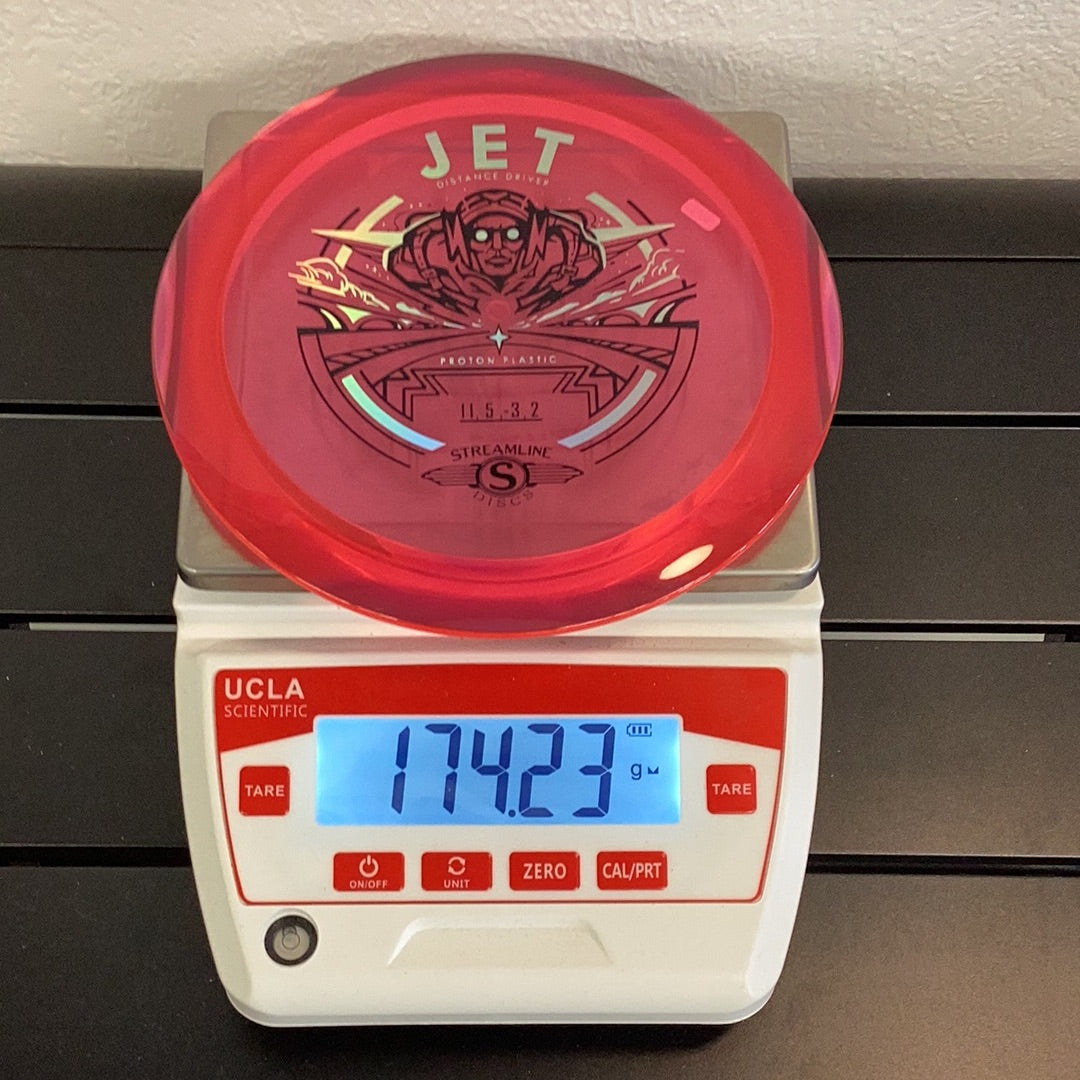 JET
DISTANCE DRIVER
PROTON PLASTIC
11, 5, -3, 2
STREAMLINE
S
DISCS
UCLA
SCIENTIFIC
174.23
g
TARE
TARE
ON/OFF
UNIT
ZERO
CAL/PRT